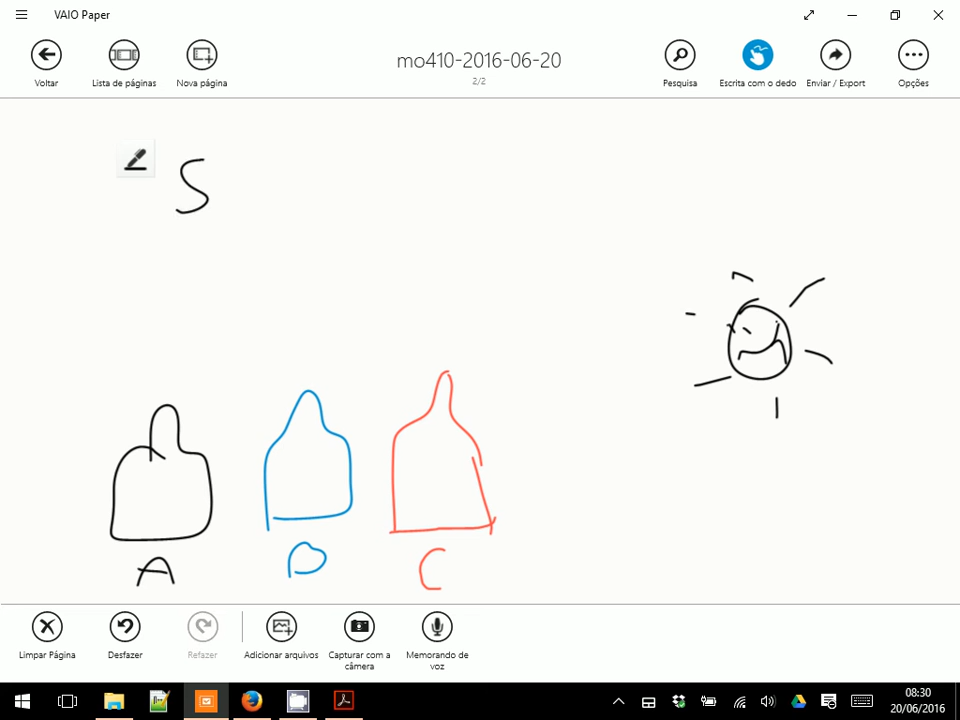 VAIO Paper
Voltar
Lista de páginas
Nova página
mo410-2016-06-20
2/2
Pesquisa
Escrita com o dedo
Enviar / Export
Opções
S
A
D
C
Limpar Página
Desfazer
Refazer
Adicionar arquivos
Capturar com a
câmera
Memorando de
voz
08:30
20/06/2016